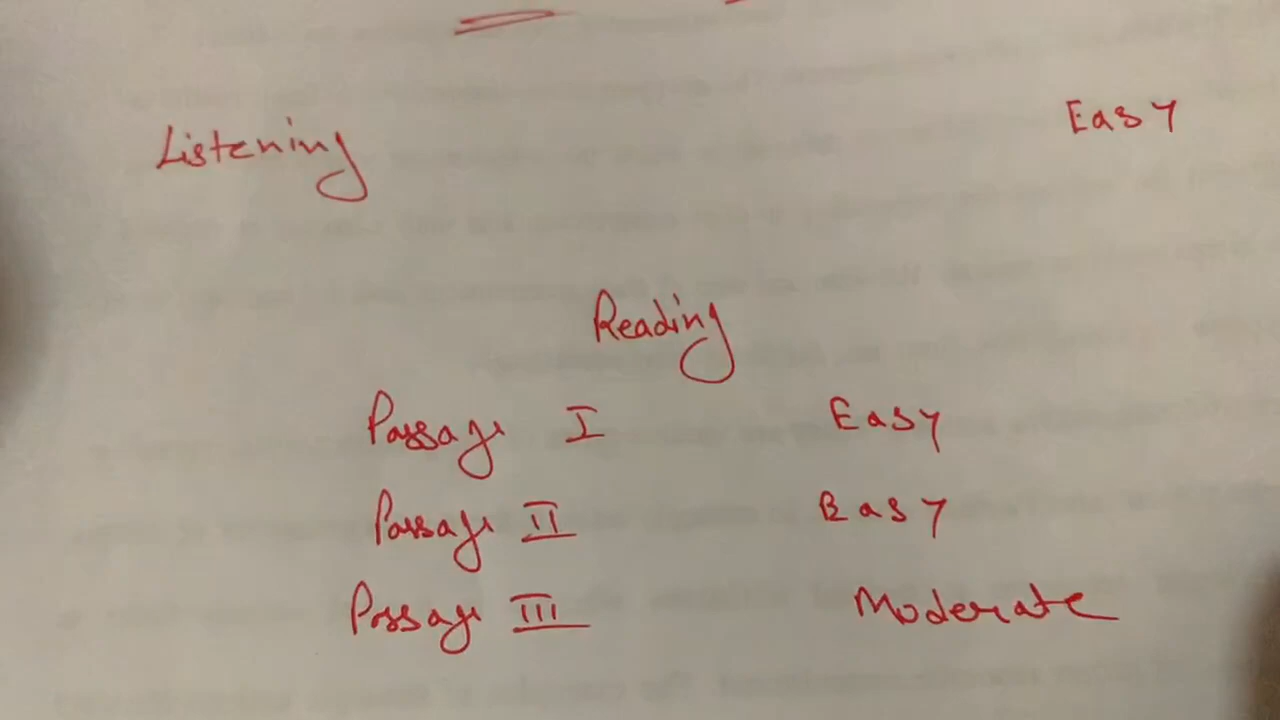 Listening Easy
Reading
Passage I Easy
Passage II Easy
Passage III Moderate